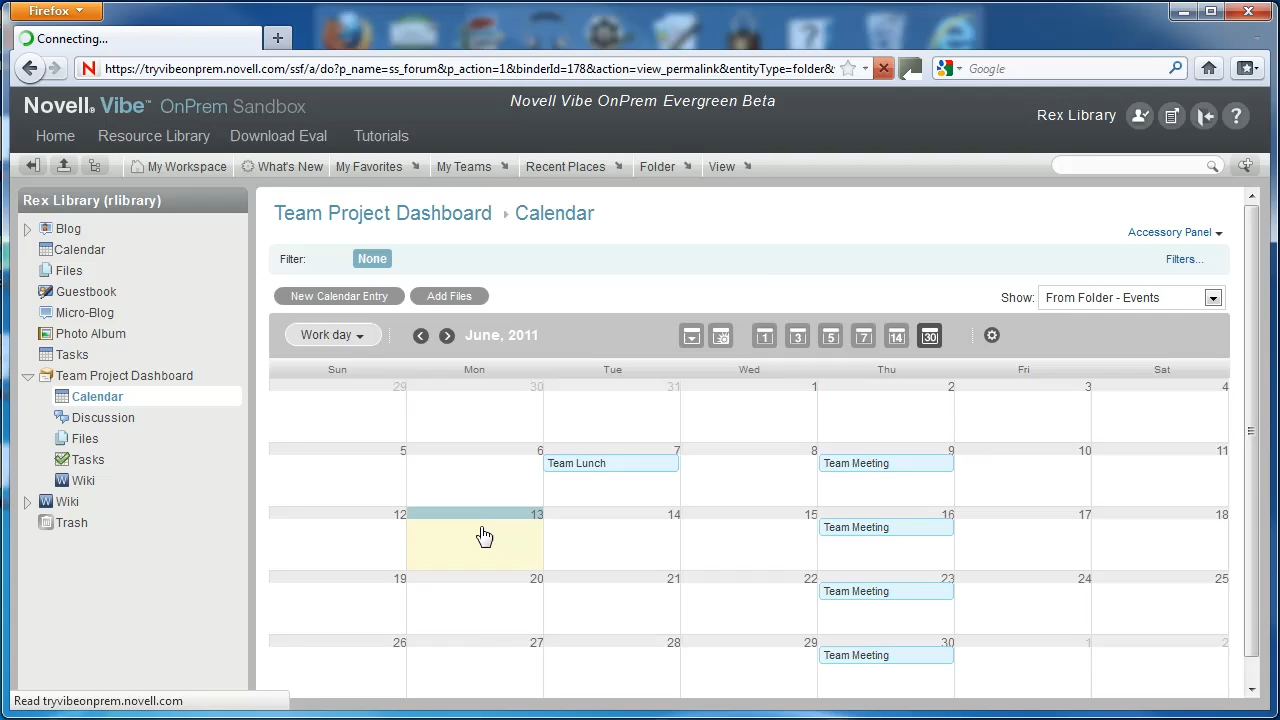 Firefox
Connecting...
https://tryvibeonprem.novell.com/ssf/a/do?p_name=ss_forum&p_action=1&binderId=178&action=view_permalink&entityType=folder&
Google
Novell® Vibe™ OnPrem Sandbox
Novell Vibe OnPrem Evergreen Beta
Rex Library
Home Resource Library Download Eval Tutorials
My Workspace What's New My Favorites My Teams Recent Places Folder View
Rex Library (rlibrary)
Blog
Calendar
Files
Guestbook
Micro-Blog
Photo Album
Tasks
Team Project Dashboard
Calendar
Discussion
Files
Tasks
Wiki
Wiki
Trash
Team Project Dashboard Calendar
Accessory Panel
Filter: None Filters...
New Calendar Entry Add Files Show: From Folder - Events
Work day June, 2011 1 3 5 7 14 30
Sun Mon Tue Wed Thu Fri Sat
29 30 31 1 2 3 4
5 6 7 8 9 10 11
Team Lunch Team Meeting
12 13 14 15 16 17 18
Team Meeting
19 20 21 22 23 24 25
Team Meeting
26 27 28 29 30 1 2
Team Meeting
Read tryvibeonprem.novell.com